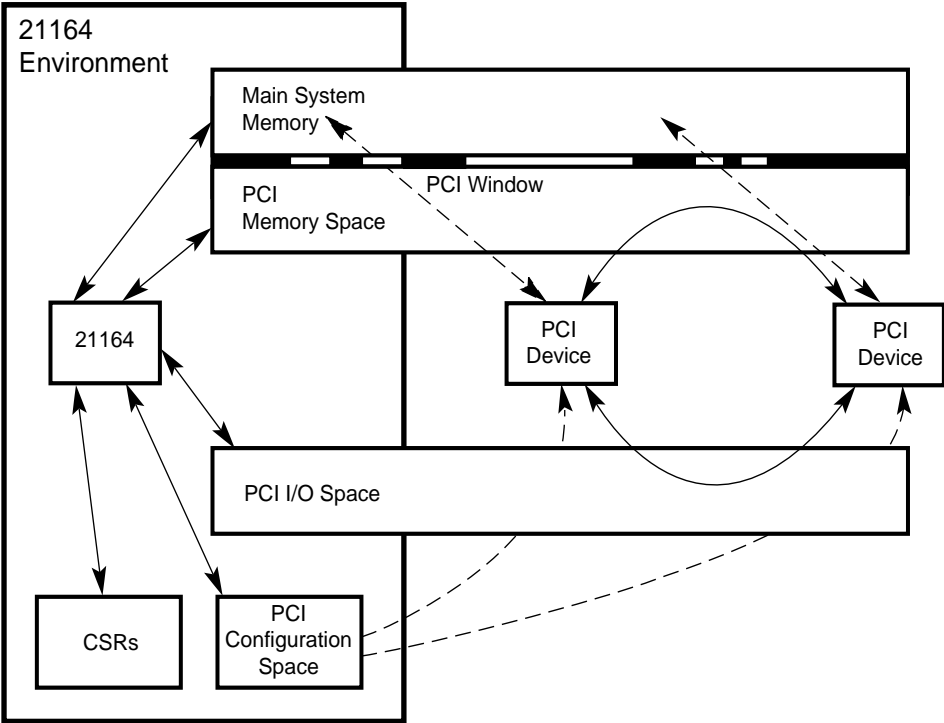 21164
Environment
Main System
Memory
PCI Window
PCI
Memory Space
21164
PCI
Device
PCI
Device
PCI I/O Space
CSRs
PCI
Configuration
Space